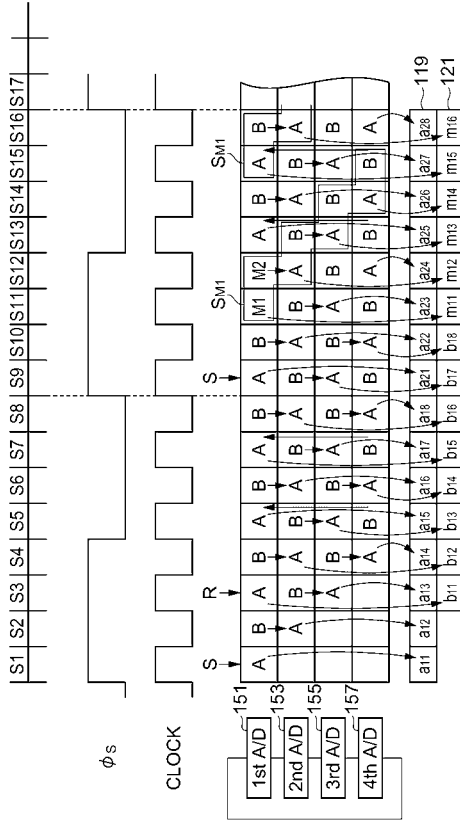 S1 S2 S3 S4 S5 S6 S7 S8 S9 S10 S11 S12 S13 S14 S15 S16 S17
ϕS
CLOCK
S R S SM1 SM1
151 1st A/D A B A B A B A B A B M1 M2 A B A B
153 2nd A/D A B A B A B A B A B A B A B A
155 3rd A/D A B A B A B A B A B A B A B
157 4th A/D A B A B A B A B A B A B A
a11 a12 a13 a14 a15 a16 a17 a18 a21 a22 a23 a24 a25 a26 a27 a28 119
b11 b12 b13 b14 b15 b16 b17 b18 m11 m12 m13 m14 m15 m16 121